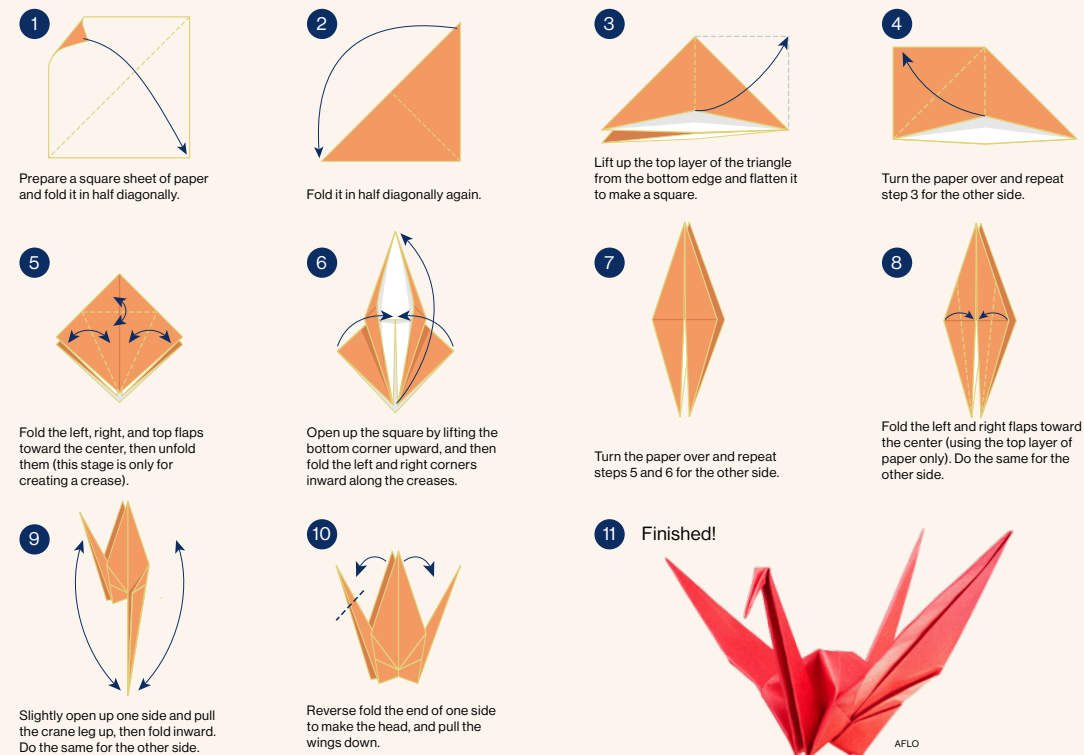 1
Prepare a square sheet of paper
and fold it in half diagonally.
2
Fold it in half diagonally again.
3
Lift up the top layer of the triangle
from the bottom edge and flatten it
to make a square.
4
Turn the paper over and repeat
step 3 for the other side.
5
Fold the left, right, and top flaps
toward the center, then unfold
them (this stage is only for
creating a crease).
6
Open up the square by lifting the
bottom corner upward, and then
fold the left and right corners
inward along the creases.
7
Turn the paper over and repeat
steps 5 and 6 for the other side.
8
Fold the left and right flaps toward
the center (using the top layer of
paper only). Do the same for the
other side.
9
Slightly open up one side and pull
the crane leg up, then fold inward.
Do the same for the other side.
10
Reverse fold the end of one side
to make the head, and pull the
wings down.
11 Finished!
AFLO